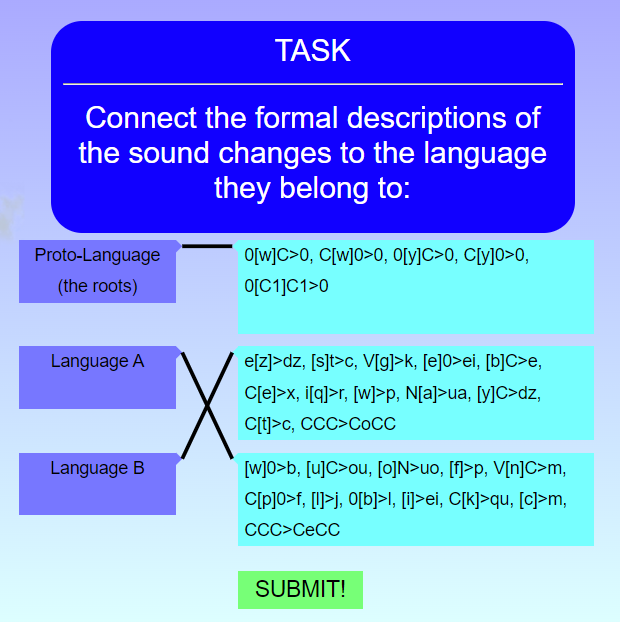 TASK
Connect the formal descriptions of
the sound changes to the language
they belong to:
Proto-Language
(the roots)
0[w]C>0, C[w]0>0, 0[y]C>0, C[y]0>0,
0[C1]C1>0
Language A
e[z]>dz, [s]t>c, V[g]>k, [e]0>ei, [b]C>e,
C[e]>x, i[q]>r, [w]>p, N[a]>ua, [y]C>dz,
C[t]>c, CCC>CoCC
Language B
[w]0>b, [u]C>ou, [o]N>uo, [f]>p, V[n]C>m,
C[p]0>f, [l]>j, 0[b]>l, [i]>ei, C[k]>qu, [c]>m,
CCC>CeCC
SUBMIT!